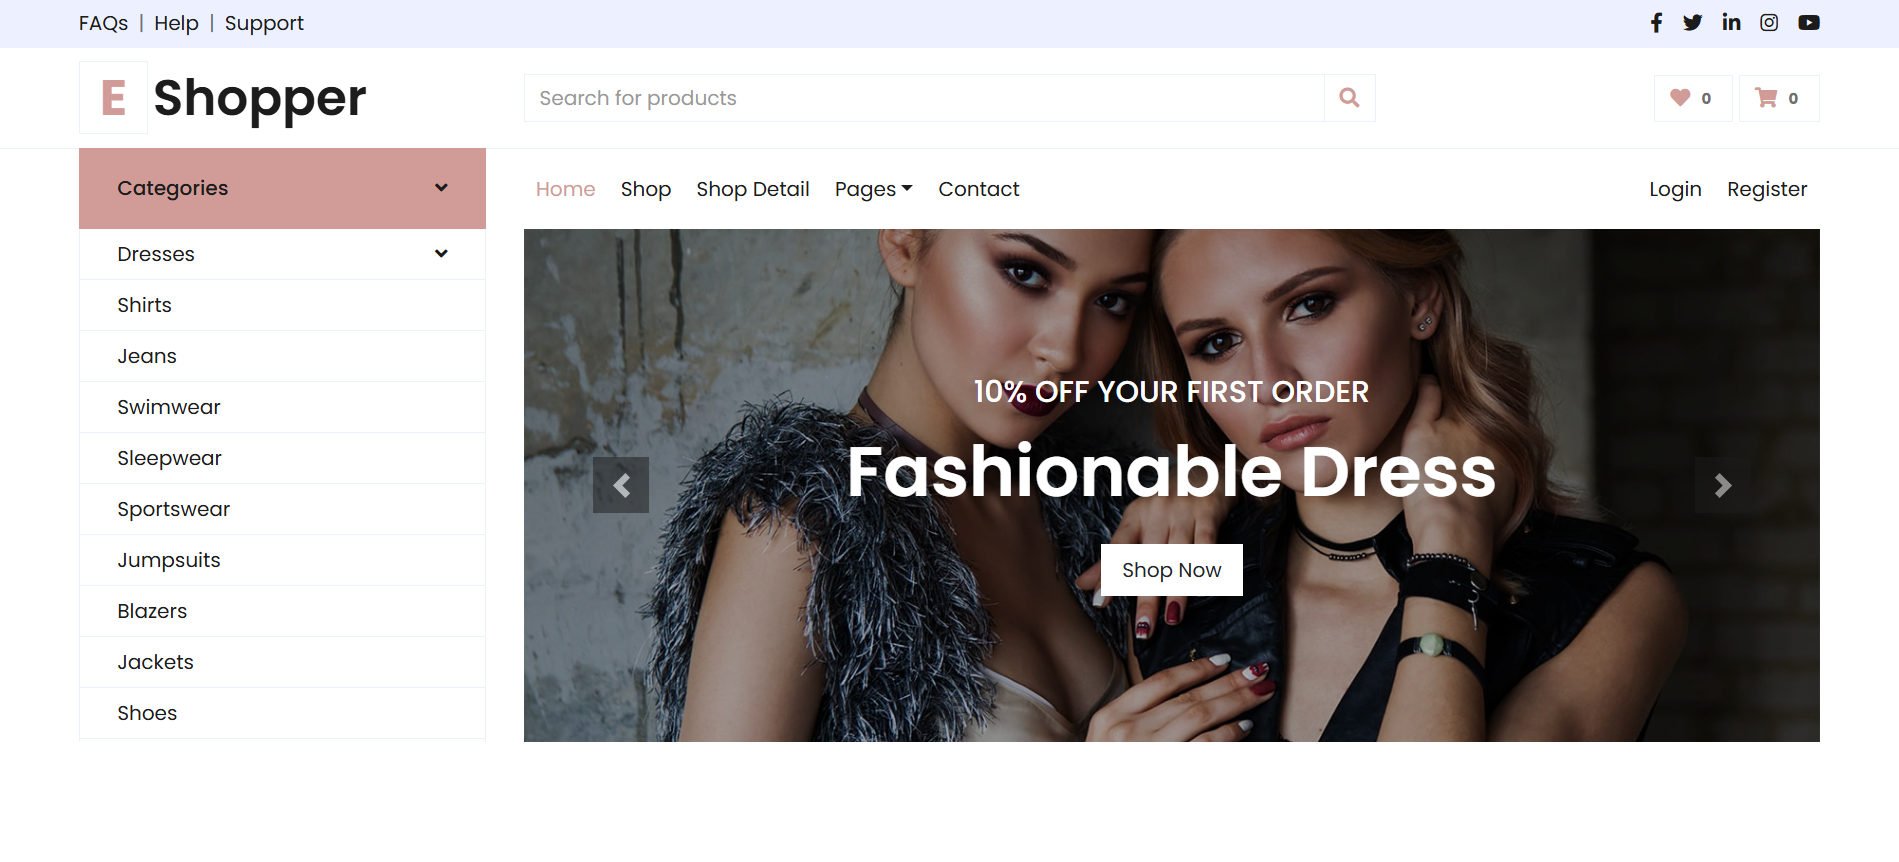 FAQs | Help | Support
E Shopper
Search for products
0
0
Categories
Home Shop Shop Detail Pages Contact
Login Register
Dresses
Shirts
Jeans
Swimwear
Sleepwear
Sportswear
Jumpsuits
Blazers
Jackets
Shoes
10% OFF YOUR FIRST ORDER
Fashionable Dress
Shop Now